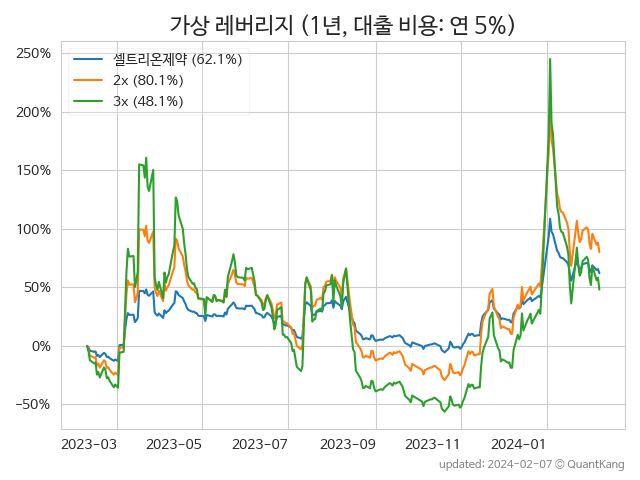 가상 레버리지 (1년, 대출 비용: 연 5%)
250%
200%
150%
100%
50%
0%
−50%
셀트리온제약 (62.1%)
2x (80.1%)
3x (48.1%)
2023-03 2023-05 2023-07 2023-09 2023-11 2024-01
updated: 2024-02-07 © QuantKang